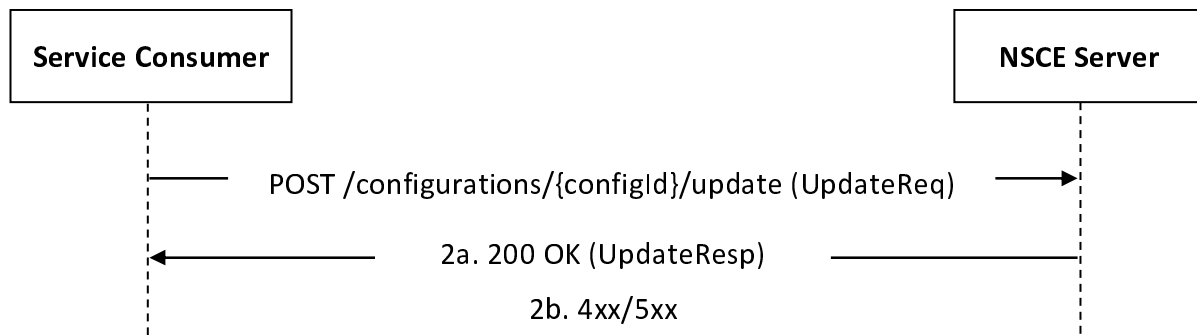 Service Consumer
NSCE Server
POST /configurations/{configId}/update (UpdateReq)
2a. 200 OK (UpdateResp)
2b. 4xx/5xx